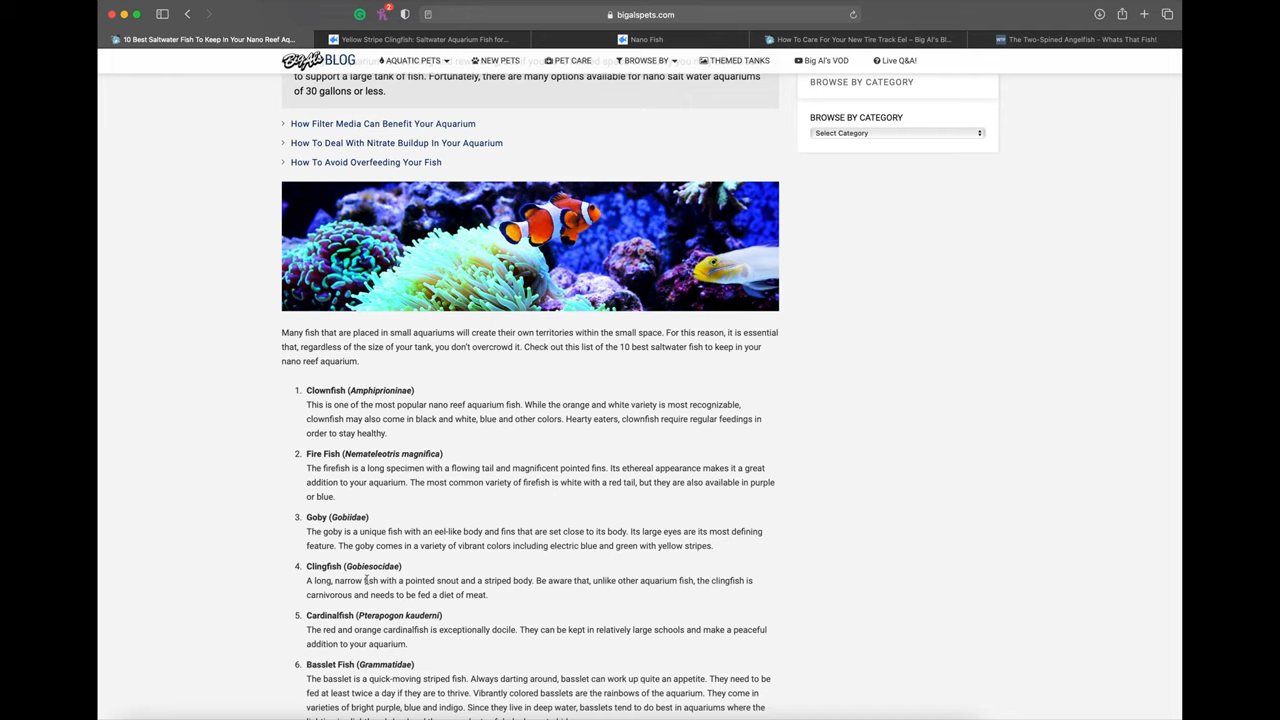 2
bigalspets.com
10 Best Saltwater Fish To Keep In Your Nano Reef Aq...
Yellow Stripe Clingfish: Saltwater Aquarium Fish for...
Nano Fish
How To Care For Your New Tire Track Eel – Big Al's Bl...
The Two-Spined Angelfish – Whats That Fish!
Big Al's BLOG
AQUATIC PETS
NEW PETS
PET CARE
BROWSE BY
THEMED TANKS
Big Al's VOD
Live Q&A!
to support a large tank of fish. Fortunately, there are many options available for nano salt water aquariums
of 30 gallons or less.
BROWSE BY CATEGORY
BROWSE BY CATEGORY
Select Category
How Filter Media Can Benefit Your Aquarium
How To Deal With Nitrate Buildup In Your Aquarium
How To Avoid Overfeeding Your Fish
Many fish that are placed in small aquariums will create their own territories within the small space. For this reason, it is essential
that, regardless of the size of your tank, you don't overcrowd it. Check out this list of the 10 best saltwater fish to keep in your
nano reef aquarium.
1. Clownfish (Amphiprioninae)
This is one of the most popular nano reef aquarium fish. While the orange and white variety is most recognizable,
clownfish may also come in black and white, blue and other colors. Hearty eaters, clownfish require regular feedings in
order to stay healthy.
2. Fire Fish (Nemateleotris magnifica)
The firefish is a long specimen with a flowing tail and magnificent pointed fins. Its ethereal appearance makes it a great
addition to your aquarium. The most common variety of firefish is white with a red tail, but they are also available in purple
or blue.
3. Goby (Gobiidae)
The goby is a unique fish with an eel-like body and fins that are set close to its body. Its large eyes are its most defining
feature. The goby comes in a variety of vibrant colors including electric blue and green with yellow stripes.
4. Clingfish (Gobiesocidae)
A long, narrow fish with a pointed snout and a striped body. Be aware that, unlike other aquarium fish, the clingfish is
carnivorous and needs to be fed a diet of meat.
5. Cardinalfish (Pterapogon kauderni)
The red and orange cardinalfish is exceptionally docile. They can be kept in relatively large schools and make a peaceful
addition to your aquarium.
6. Basslet Fish (Grammatidae)
The basslet is a quick-moving striped fish. Always darting around, basslet can work up quite an appetite. They need to be
fed at least twice a day if they are to thrive. Vibrantly colored basslets are the rainbows of the aquarium. They come in
varieties of bright purple, blue and indigo. Since they live in deep water, basslets tend to do best in aquariums where the